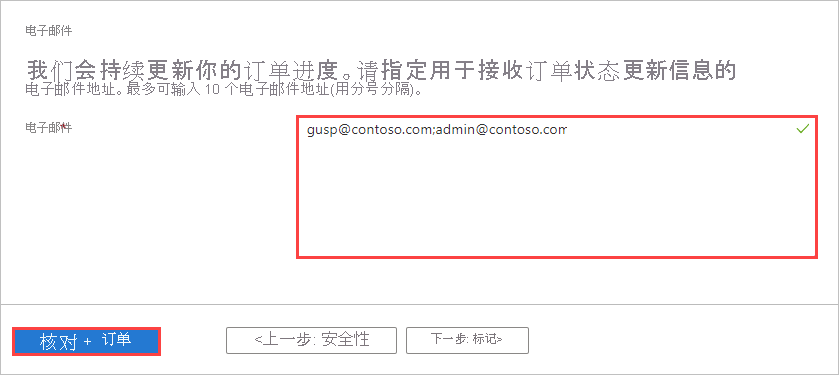 电子邮件
我们会持续更新你的订单进度。请指定用于接收订单状态更新信息的
电子邮件地址。最多可输入 10 个电子邮件地址(用分号分隔)。
电子邮件*
gusp@contoso.com;admin@contoso.com
核对 + 订单
<上一步: 安全性
下一步: 标记>